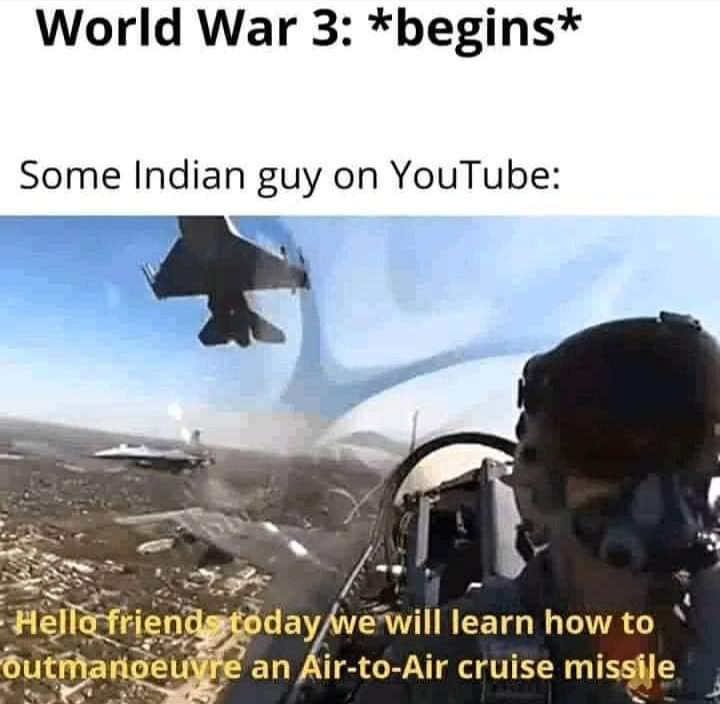 World War 3: *begins*
Some Indian guy on YouTube:
Hello friends today we will learn how to
outmanoeuvre an Air-to-Air cruise missile